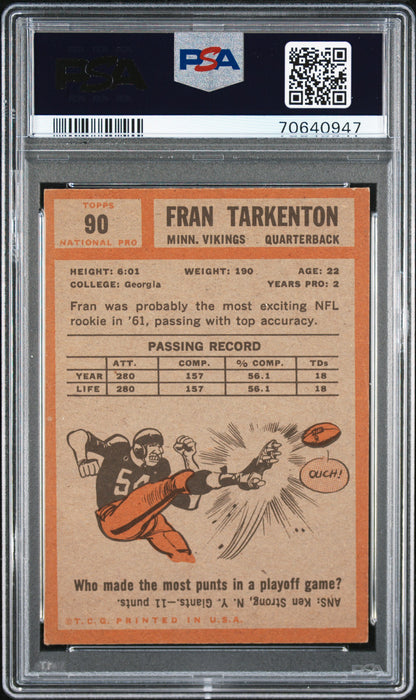 PSA
PSA
70640947
TOPPS
90
NATIONAL PRO
FRAN TARKENTON
MINN. VIKINGS QUARTERBACK
HEIGHT: 6:01 WEIGHT: 190 AGE: 22
COLLEGE: Georgia YEARS PRO: 2
Fran was probably the most exciting NFL
rookie in '61, passing with top accuracy.
PASSING RECORD
ATT. COMP. % COMP. TDs
YEAR 280 157 56.1 18
LIFE 280 157 56.1 18
54
OUCH!
Who made the most punts in a playoff game?
ANS: Ken Strong, N. Y. Giants.—11 punts.
©T.C.G. PRINTED IN U.S.A.